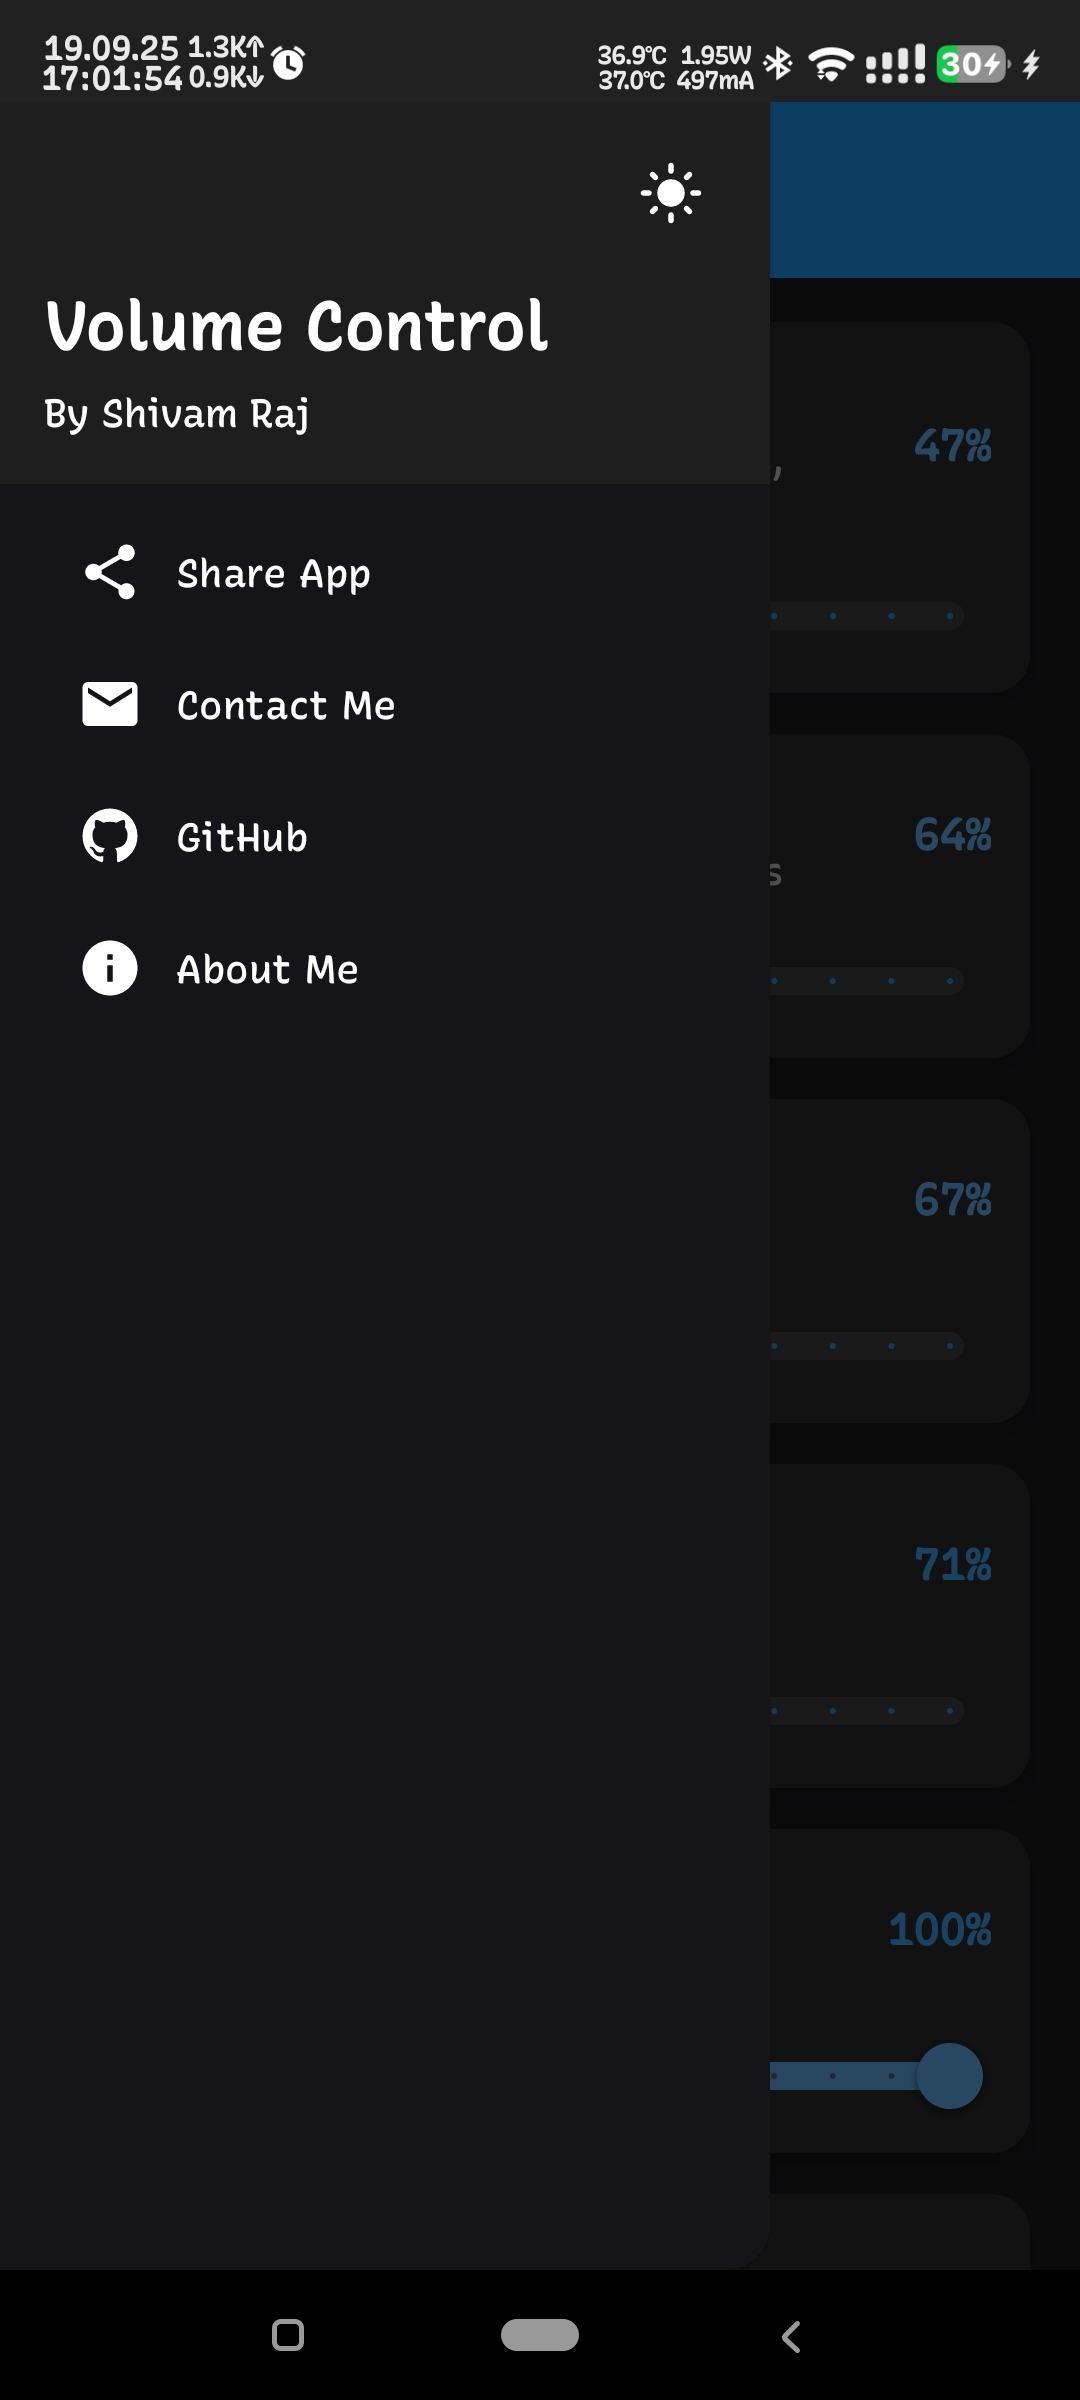 19.09.25 1.3K↑
17:01:54 0.9K↓
36.9°C 1.95W
37.0°C 497mA
30
Volume Control
By Shivam Raj
Share App
Contact Me
GitHub
About Me
47%
,
64%
s
67%
71%
100%